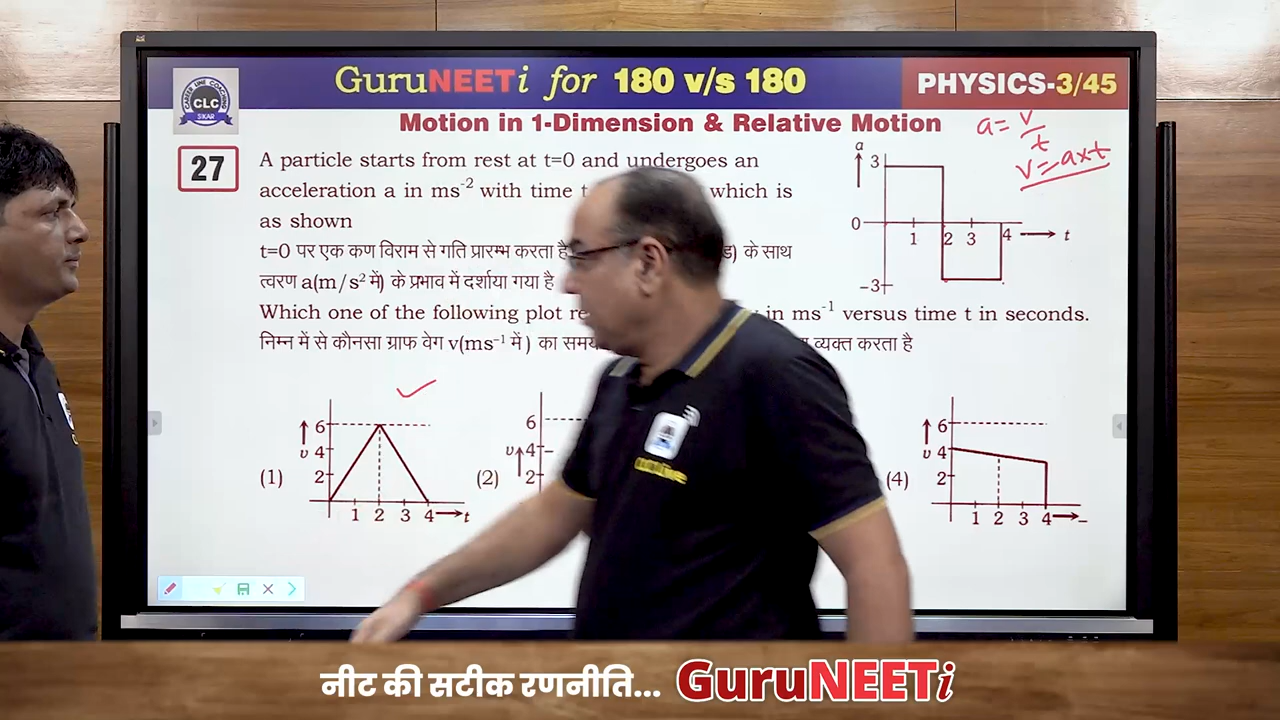 GuruNEETi for 180 v/s 180
PHYSICS-3/45
CLC
SIKAR
Motion in 1-Dimension & Relative Motion
a = v/t
v = a×t
27
A particle starts from rest at t=0 and undergoes an
acceleration a in ms-2 with time t which is
as shown
t=0 पर एक कण विराम से गति प्रारम्भ करता है के साथ
त्वरण a(m/s2 में) के प्रभाव में दर्शाया गया है
Which one of the following plot in ms-1 versus time t in seconds.
निम्न में से कौनसा ग्राफ वेग v(ms-1 में) का व्यक्त करता है
a
3
0
1 2 3 4 t
-3
(1)
6
υ 4
2
1 2 3 4 t
(2)
6
υ 4
2
(4)
6
υ 4
2
1 2 3 4
नीट की सटीक रणनीति... GuruNEETi